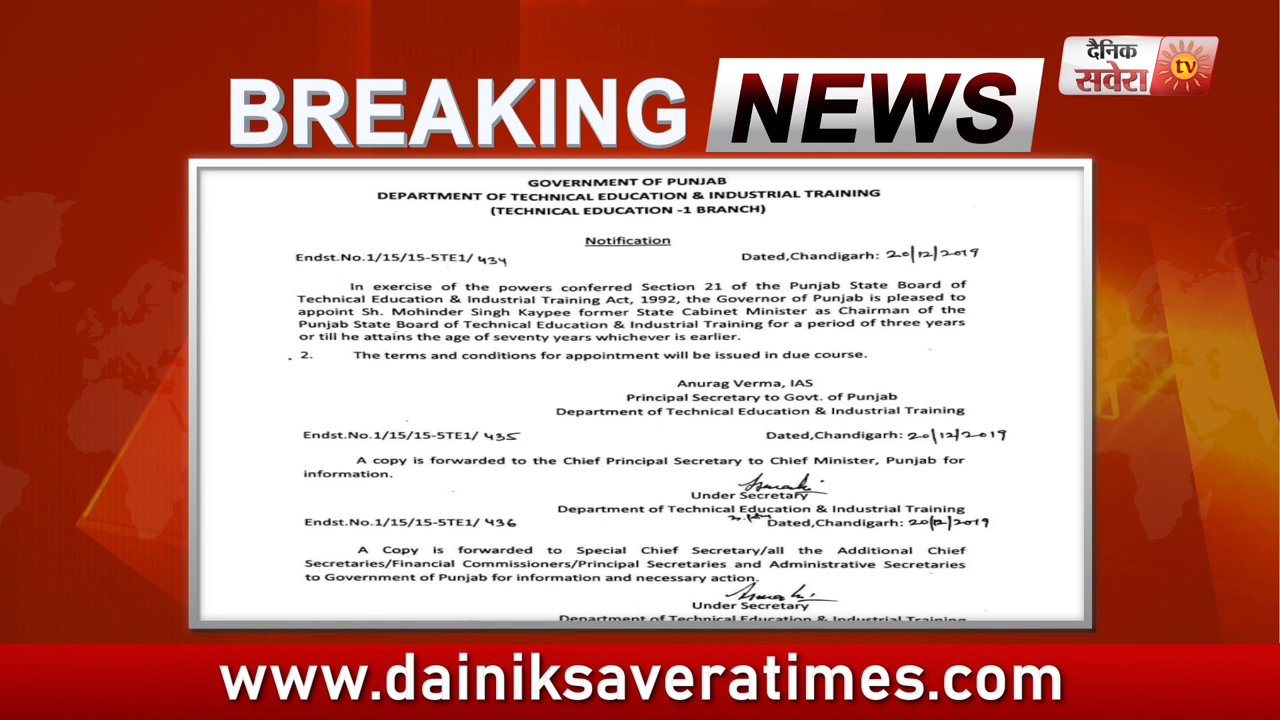 BREAKING NEWS
दैनिक
सवेरा
tv
GOVERNMENT OF PUNJAB
DEPARTMENT OF TECHNICAL EDUCATION & INDUSTRIAL TRAINING
(TECHNICAL EDUCATION -1 BRANCH)
Notification
Endst.No.1/15/15-5TE1/ 434 Dated,Chandigarh: 20/12/2019
In exercise of the powers conferred Section 21 of the Punjab State Board of
Technical Education & Industrial Training Act, 1992, the Governor of Punjab is pleased to
appoint Sh. Mohinder Singh Kaypee former State Cabinet Minister as Chairman of the
Punjab State Board of Technical Education & Industrial Training for a period of three years
or till he attains the age of seventy years whichever is earlier.
2. The terms and conditions for appointment will be issued in due course.
Anurag Verma, IAS
Principal Secretary to Govt. of Punjab
Department of Technical Education & Industrial Training
Endst.No.1/15/15-5TE1/ 435 Dated,Chandigarh: 20/12/2019
A copy is forwarded to the Chief Principal Secretary to Chief Minister, Punjab for
information.
Under Secretary
Department of Technical Education & Industrial Training
Endst.No.1/15/15-5TE1/ 436 Dated,Chandigarh: 20/12/2019
A Copy is forwarded to Special Chief Secretary/all the Additional Chief
Secretaries/Financial Commissioners/Principal Secretaries and Administrative Secretaries
to Government of Punjab for information and necessary action.
Under Secretary
Department of Technical Education & Industrial Training
www.dainiksaveratimes.com